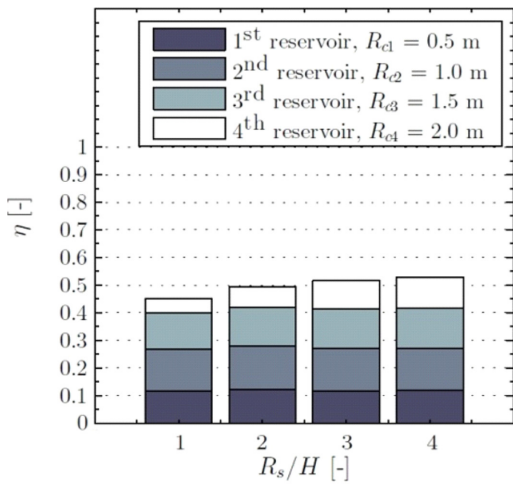 1st reservoir, Rc1 = 0.5 m
2nd reservoir, Rc2 = 1.0 m
3rd reservoir, Rc3 = 1.5 m
4th reservoir, Rc4 = 2.0 m
1
0.9
0.8
0.7
0.6
0.5
0.4
0.3
0.2
0.1
0
η [-]
1 2 3 4
Rs/H [-]